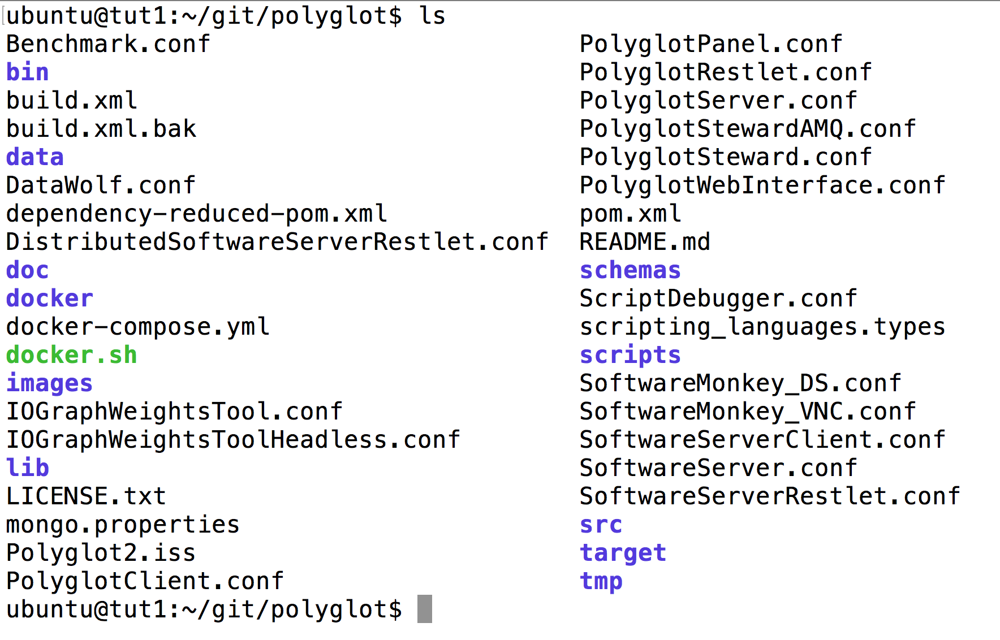 ubuntu@tut1:~/git/polyglot$ ls
Benchmark.conf PolyglotPanel.conf
bin PolyglotRestlet.conf
build.xml PolyglotServer.conf
build.xml.bak PolyglotStewardAMQ.conf
data PolyglotSteward.conf
DataWolf.conf PolyglotWebInterface.conf
dependency-reduced-pom.xml pom.xml
DistributedSoftwareServerRestlet.conf README.md
doc schemas
docker ScriptDebugger.conf
docker-compose.yml scripting_languages.types
docker.sh scripts
images SoftwareMonkey_DS.conf
IOGraphWeightsTool.conf SoftwareMonkey_VNC.conf
IOGraphWeightsToolHeadless.conf SoftwareServerClient.conf
lib SoftwareServer.conf
LICENSE.txt SoftwareServerRestlet.conf
mongo.properties src
Polyglot2.iss target
PolyglotClient.conf tmp
ubuntu@tut1:~/git/polyglot$